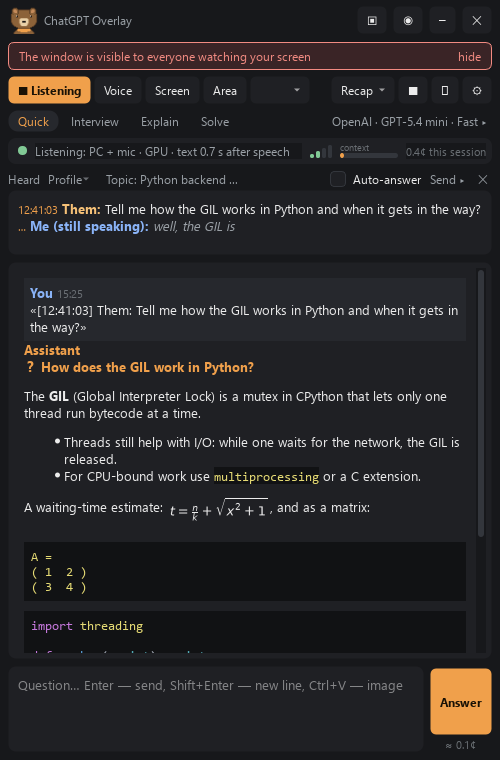 ChatGPT Overlay
The window is visible to everyone watching your screen hide
Listening Voice Screen Area Recap
Quick Interview Explain Solve OpenAI · GPT-5.4 mini · Fast ▸
Listening: PC + mic · GPU · text 0.7 s after speech context 0.4¢ this session
Heard Profile Topic: Python backend ... Auto-answer Send ▸
12:41:03 Them: Tell me how the GIL works in Python and when it gets in the way?
... Me (still speaking): well, the GIL is
You 15:25
«[12:41:03] Them: Tell me how the GIL works in Python and when it gets in
the way?»
Assistant
? How does the GIL work in Python?
The GIL (Global Interpreter Lock) is a mutex in CPython that lets only one
thread run bytecode at a time.
• Threads still help with I/O: while one waits for the network, the GIL is
released.
• For CPU-bound work use multiprocessing or a C extension.
A waiting-time estimate: t = n/k + √(x² + 1), and as a matrix:
A =
( 1 2 )
( 3 4 )
import threading
Question... Enter — send, Shift+Enter — new line, Ctrl+V — image
Answer
≈ 0.1¢